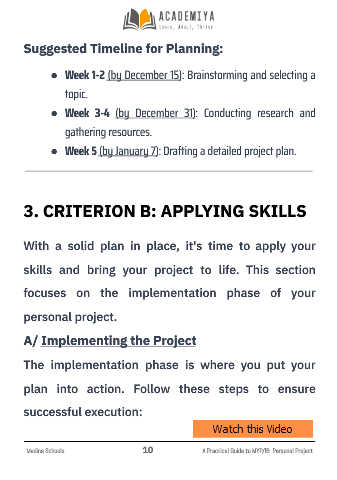 ACADEMIYA
Learn, Adapt, Thrive
Suggested Timeline for Planning:
● Week 1-2 (by December 15): Brainstorming and selecting a
topic.
● Week 3-4 (by December 31): Conducting research and
gathering resources.
● Week 5 (by January 7): Drafting a detailed project plan.
3. CRITERION B: APPLYING SKILLS
With a solid plan in place, it's time to apply your
skills and bring your project to life. This section
focuses on the implementation phase of your
personal project.
A/ Implementing the Project
The implementation phase is where you put your
plan into action. Follow these steps to ensure
successful execution:
Watch this Video
Medina Schools 10 A Practical Guide to MYP/IB Personal Project